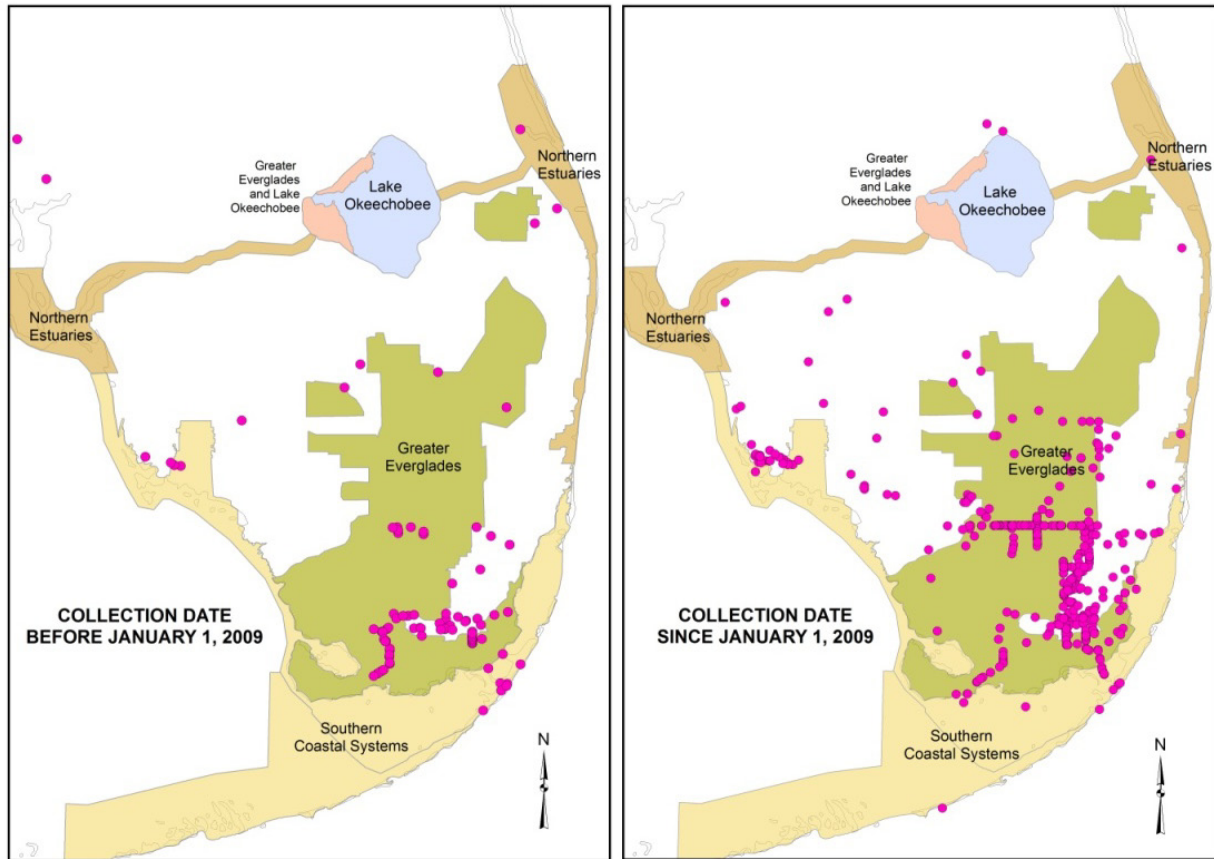 Northern
Estuaries
Greater
Everglades
and Lake
Okeechobee
Lake
Okeechobee
Northern
Estuaries
Greater
Everglades
COLLECTION DATE
BEFORE JANUARY 1, 2009
Southern
Coastal Systems
N
Northern
Estuaries
Greater
Everglades
and Lake
Okeechobee
Lake
Okeechobee
Northern
Estuaries
Greater
Everglades
COLLECTION DATE
SINCE JANUARY 1, 2009
Southern
Coastal Systems
N